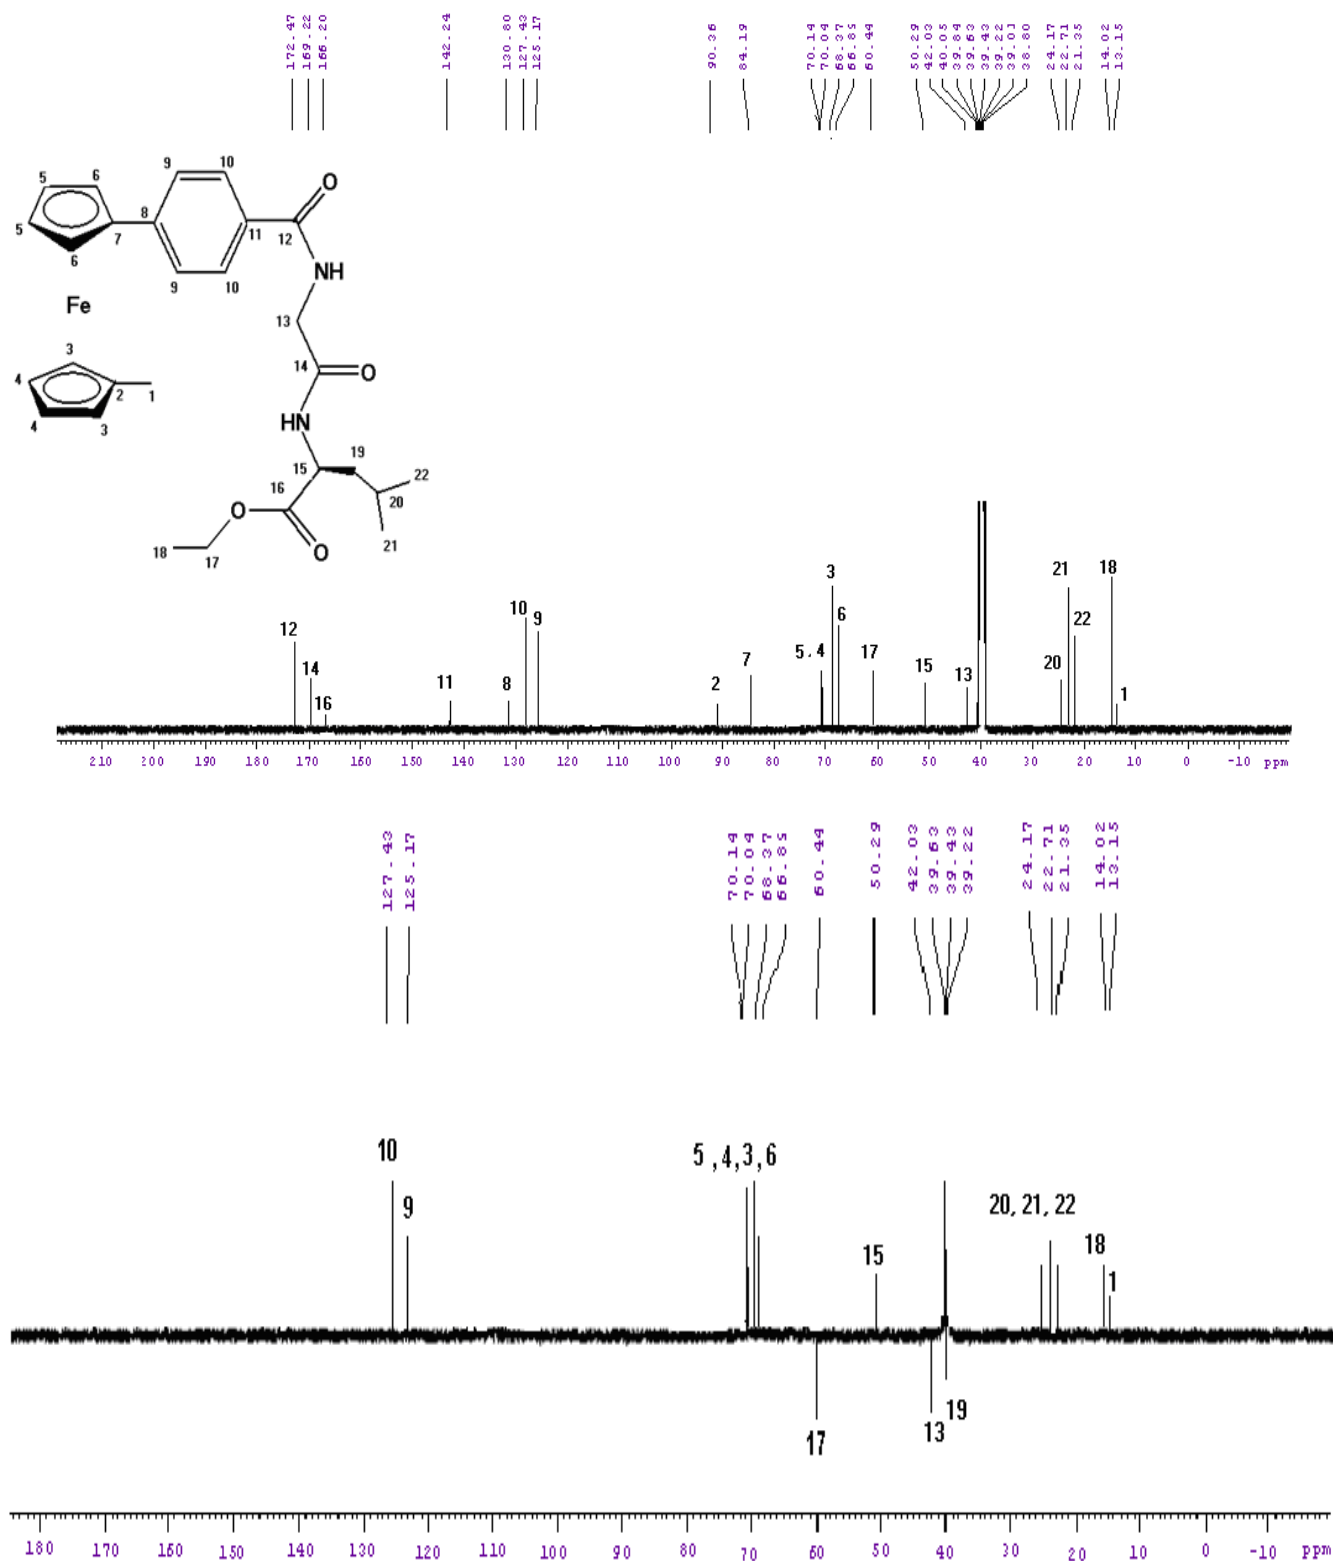 172.47 169.22 166.20 142.24 130.80 127.43 125.17 90.36 84.19 70.14 70.04 68.37 66.85 60.44 50.29 42.03 40.05 39.84 39.63 39.43 39.22 39.01 38.80 24.17 22.71 21.35 14.02 13.15
9 10 O
5 6
5 7 8 11 12
6 9 10 NH
Fe 13
3 14 O
4 2 1
4 3 HN
15 19 22
16 20
O 21
18 17 O
12 14 16 11 8 10 9 2 7 5,4 3 6 17 15 13 20 21 22 18 1
210 200 190 180 170 160 150 140 130 120 110 100 90 80 70 60 50 40 30 20 10 0 -10 ppm
127.43 125.17 70.14 70.04 68.37 66.85 60.44 50.29 42.03 39.63 39.43 39.22 24.17 22.71 21.35 14.02 13.15
10 9 5 ,4,3,6 15 20, 21, 22 18 1
17 13 19
180 170 160 150 140 130 120 110 100 90 80 70 60 50 40 30 20 10 0 -10 ppm